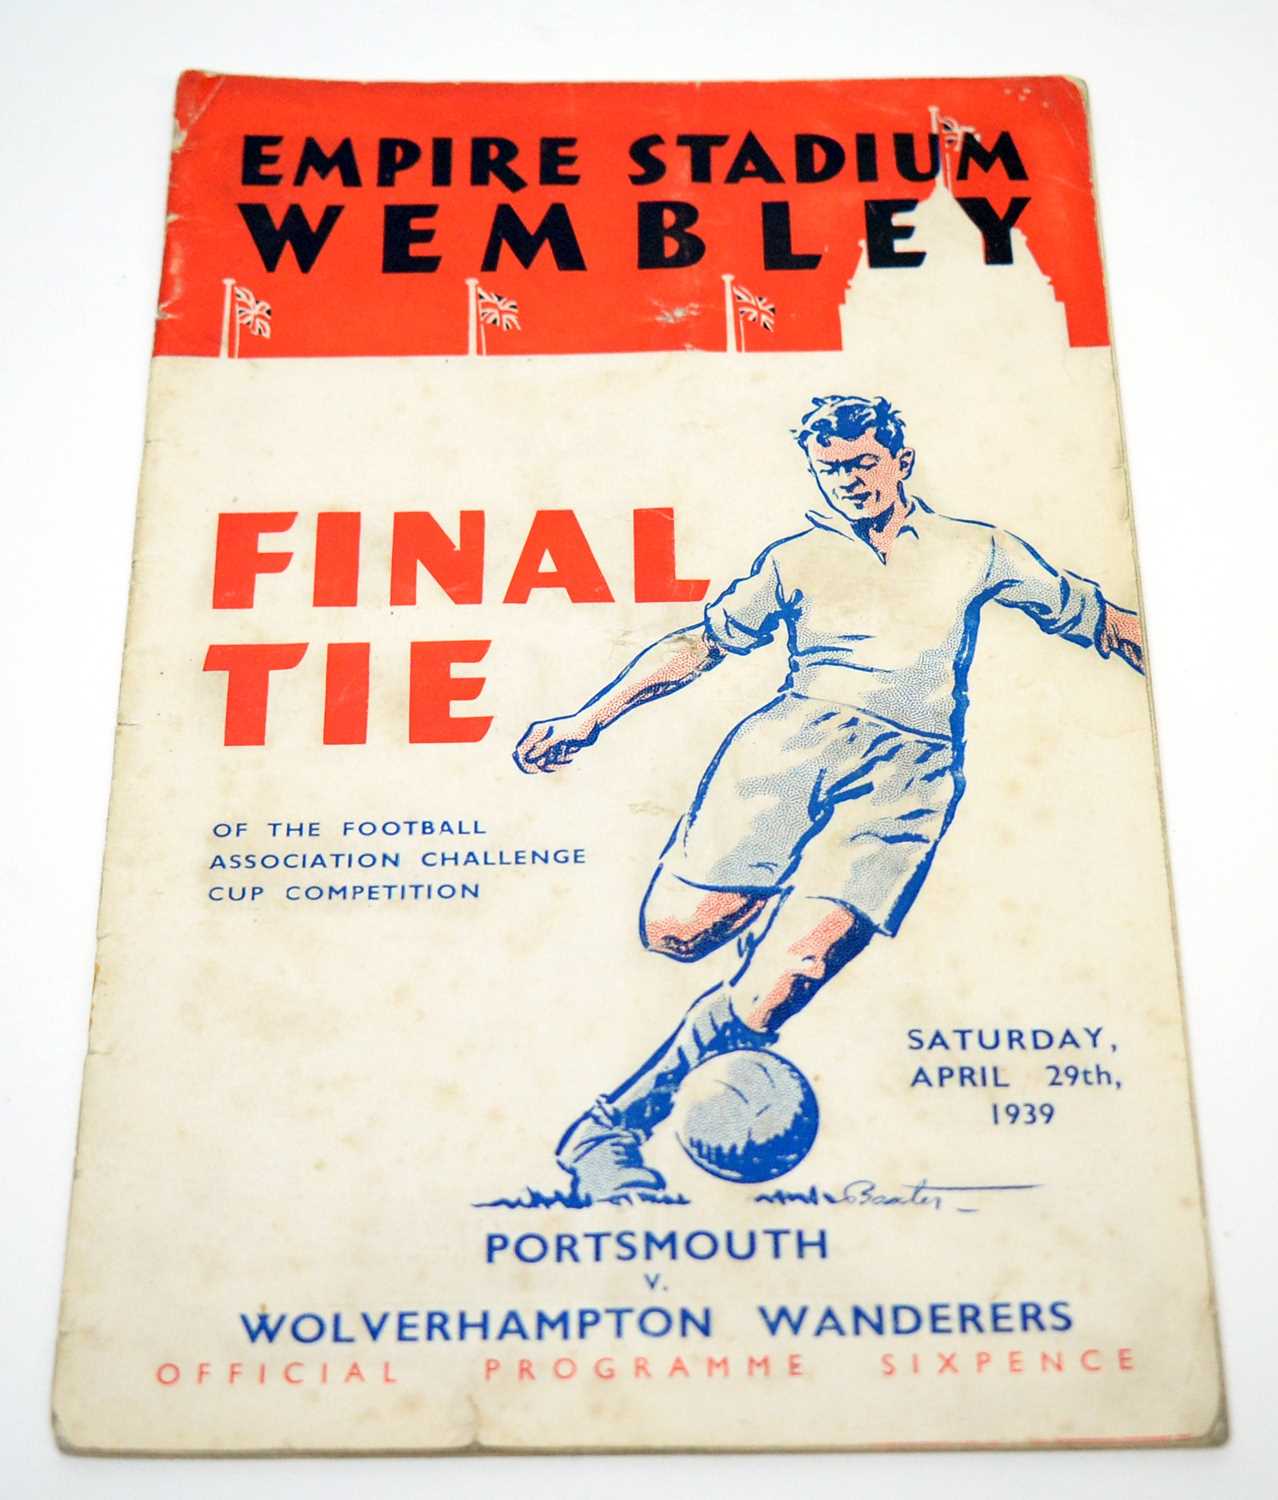 EMPIRE STADIUM
WEMBLEY
FINAL
TIE
OF THE FOOTBALL
ASSOCIATION CHALLENGE
CUP COMPETITION
SATURDAY,
APRIL 29th,
1939
Baxter
PORTSMOUTH
V.
WOLVERHAMPTON WANDERERS
OFFICIAL PROGRAMME SIXPENCE